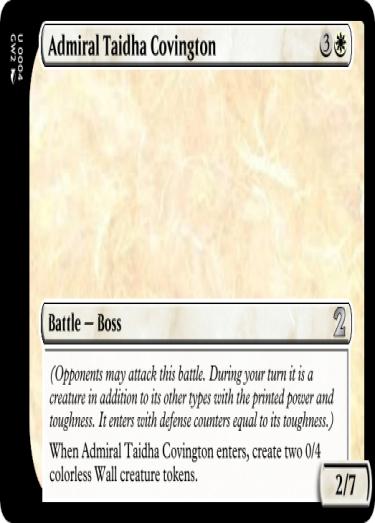 Admiral Taidha Covington
3
U 0004
CW2
Battle – Boss
2
(Opponents may attack this battle. During your turn it is a
creature in addition to its other types with the printed power and
toughness. It enters with defense counters equal to its toughness.)
When Admiral Taidha Covington enters, create two 0/4
colorless Wall creature tokens.
2/7